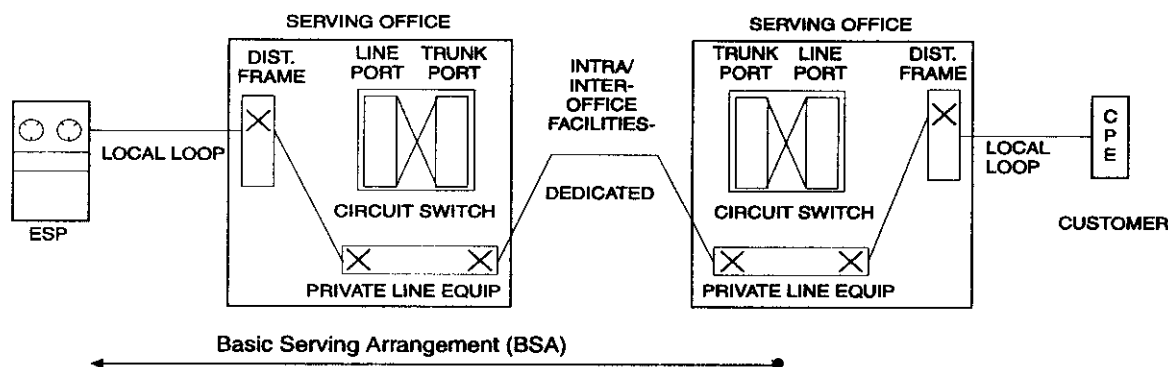 SERVING OFFICE
DIST.
FRAME
LINE
PORT
TRUNK
PORT
LOCAL LOOP
ESP
CIRCUIT SWITCH
PRIVATE LINE EQUIP
INTRA/
INTER-
OFFICE
FACILITIES-
DEDICATED
SERVING OFFICE
TRUNK
PORT
LINE
PORT
DIST.
FRAME
CIRCUIT SWITCH
PRIVATE LINE EQUIP
LOCAL
LOOP
CPE
CUSTOMER
Basic Serving Arrangement (BSA)